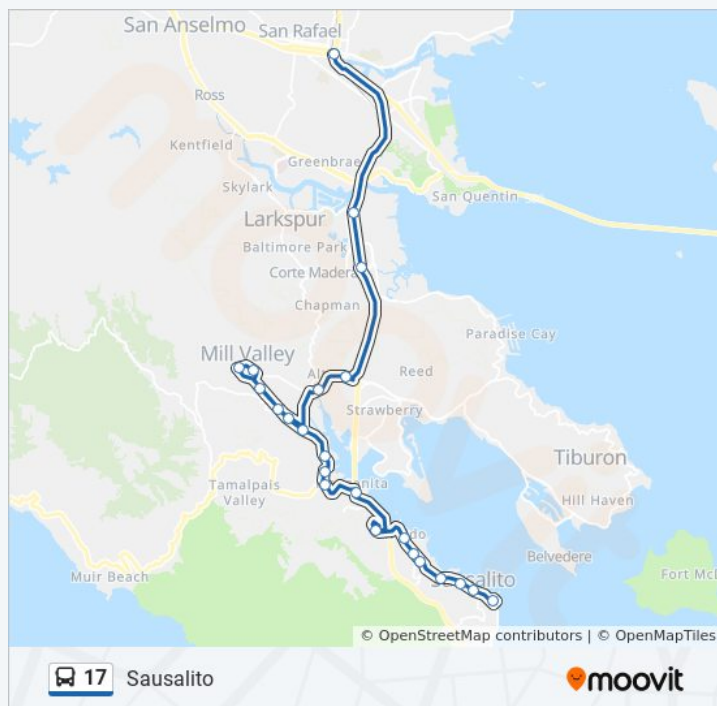 San Anselmo
San Rafael
Ross
Kentfield
Greenbrae
Skylark
San Quentin
Larkspur
Baltimore Park
Corte Madera
Chapman
Paradise Cay
Mill Valley
Reed
Strawberry
Tiburon
Tamalpais
Valley
Hill Haven
Belvedere
Muir Beach
Sausalito
© OpenStreetMap contributors | © OpenMapTiles
17 Sausalito
moovit